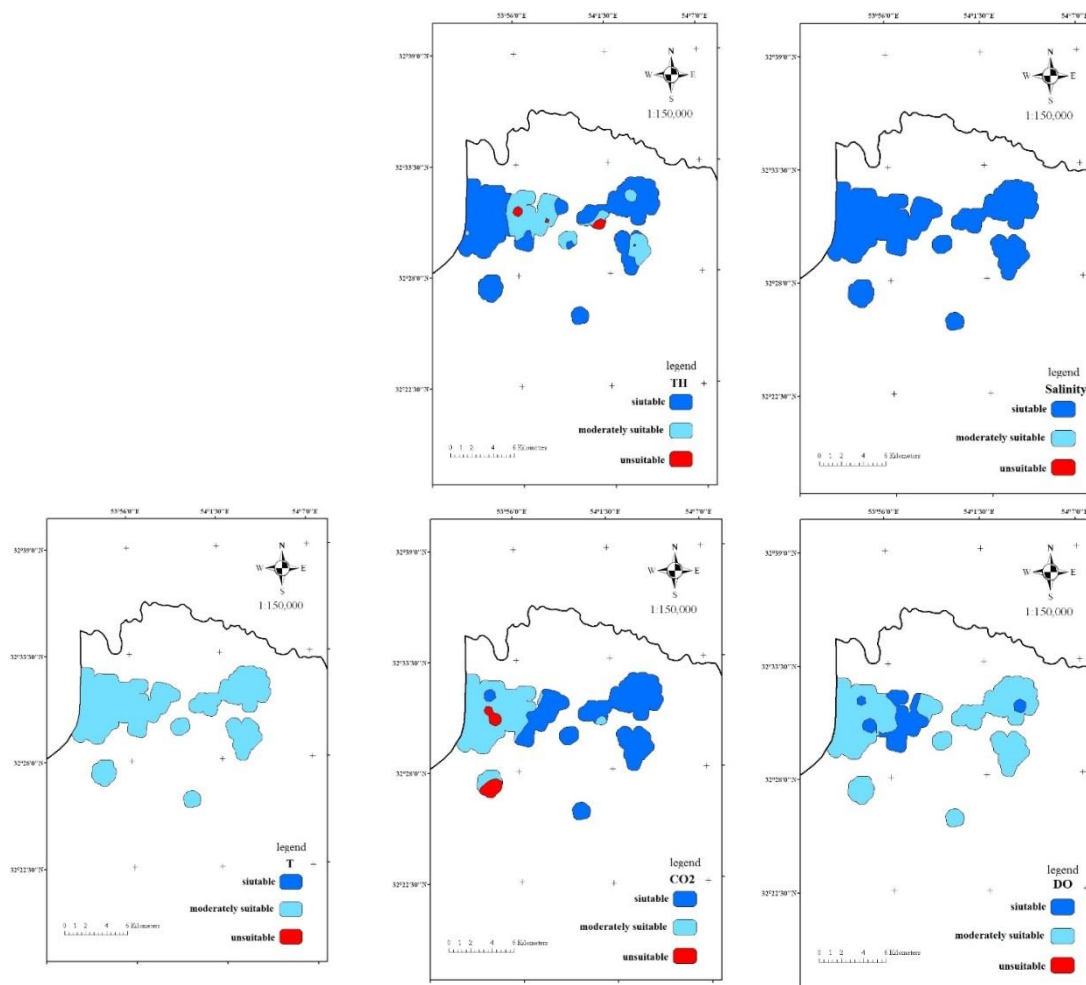 53°56'0"E 54°1'30"E 54°7'0"E
32°39'0"N
N
W E
S
1:150,000
32°33'30"N
32°28'0"N
32°22'30"N
legend
TH
siutable
moderately suitable
unsuitable
0 1 2 4 6 Kilometers
53°56'0"E 54°1'30"E 54°7'0"E
32°39'0"N
N
W E
S
1:150,000
32°33'30"N
32°28'0"N
32°22'30"N
legend
Salinity
siutable
moderately suitable
unsuitable
0 1 2 4 6 Kilometers
53°56'0"E 54°1'30"E 54°7'0"E
32°39'0"N
N
W E
S
1:150,000
32°33'30"N
32°28'0"N
32°22'30"N
legend
T
siutable
moderately suitable
unsuitable
0 1 2 4 6 Kilometers
53°56'0"E 54°1'30"E 54°7'0"E
32°39'0"N
N
W E
S
1:150,000
32°33'30"N
32°28'0"N
32°22'30"N
legend
CO2
siutable
moderately suitable
unsuitable
0 1 2 4 6 Kilometers
53°56'0"E 54°1'30"E 54°7'0"E
32°39'0"N
N
W E
S
1:150,000
32°33'30"N
32°28'0"N
32°22'30"N
legend
DO
siutable
moderately suitable
unsuitable
0 1 2 4 6 Kilometers